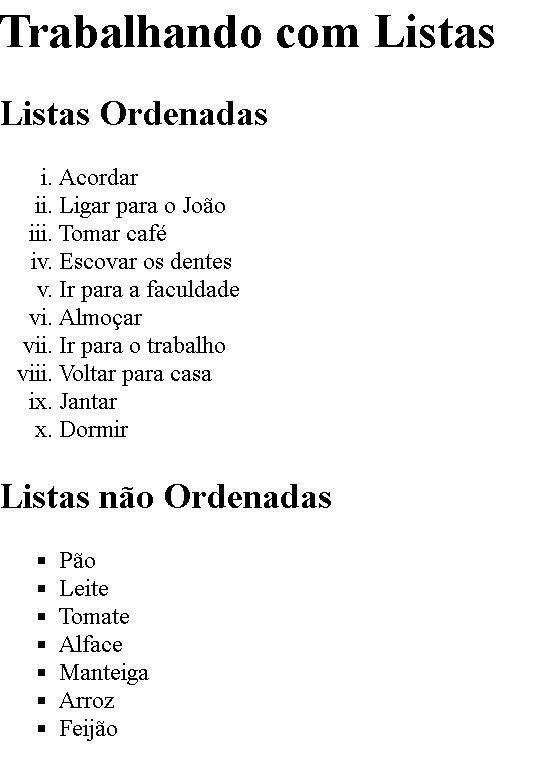 Trabalhando com Listas
Listas Ordenadas
i. Acordar
ii. Ligar para o João
iii. Tomar café
iv. Escovar os dentes
v. Ir para a faculdade
vi. Almoçar
vii. Ir para o trabalho
viii. Voltar para casa
ix. Jantar
x. Dormir
Listas não Ordenadas
▪ Pão
▪ Leite
▪ Tomate
▪ Alface
▪ Manteiga
▪ Arroz
▪ Feijão